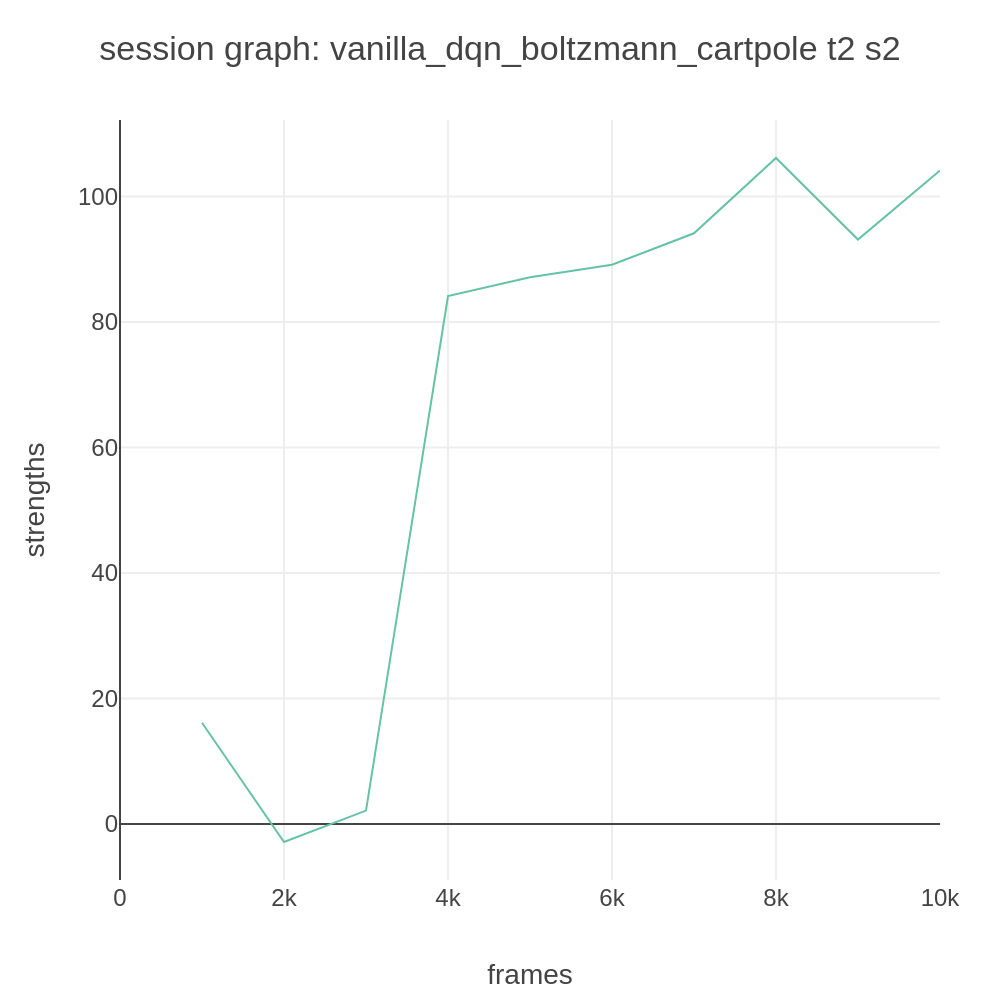 session graph: vanilla_dqn_boltzmann_cartpole t2 s2
strengths
100
80
60
40
20
0
0 2k 4k 6k 8k 10k
frames